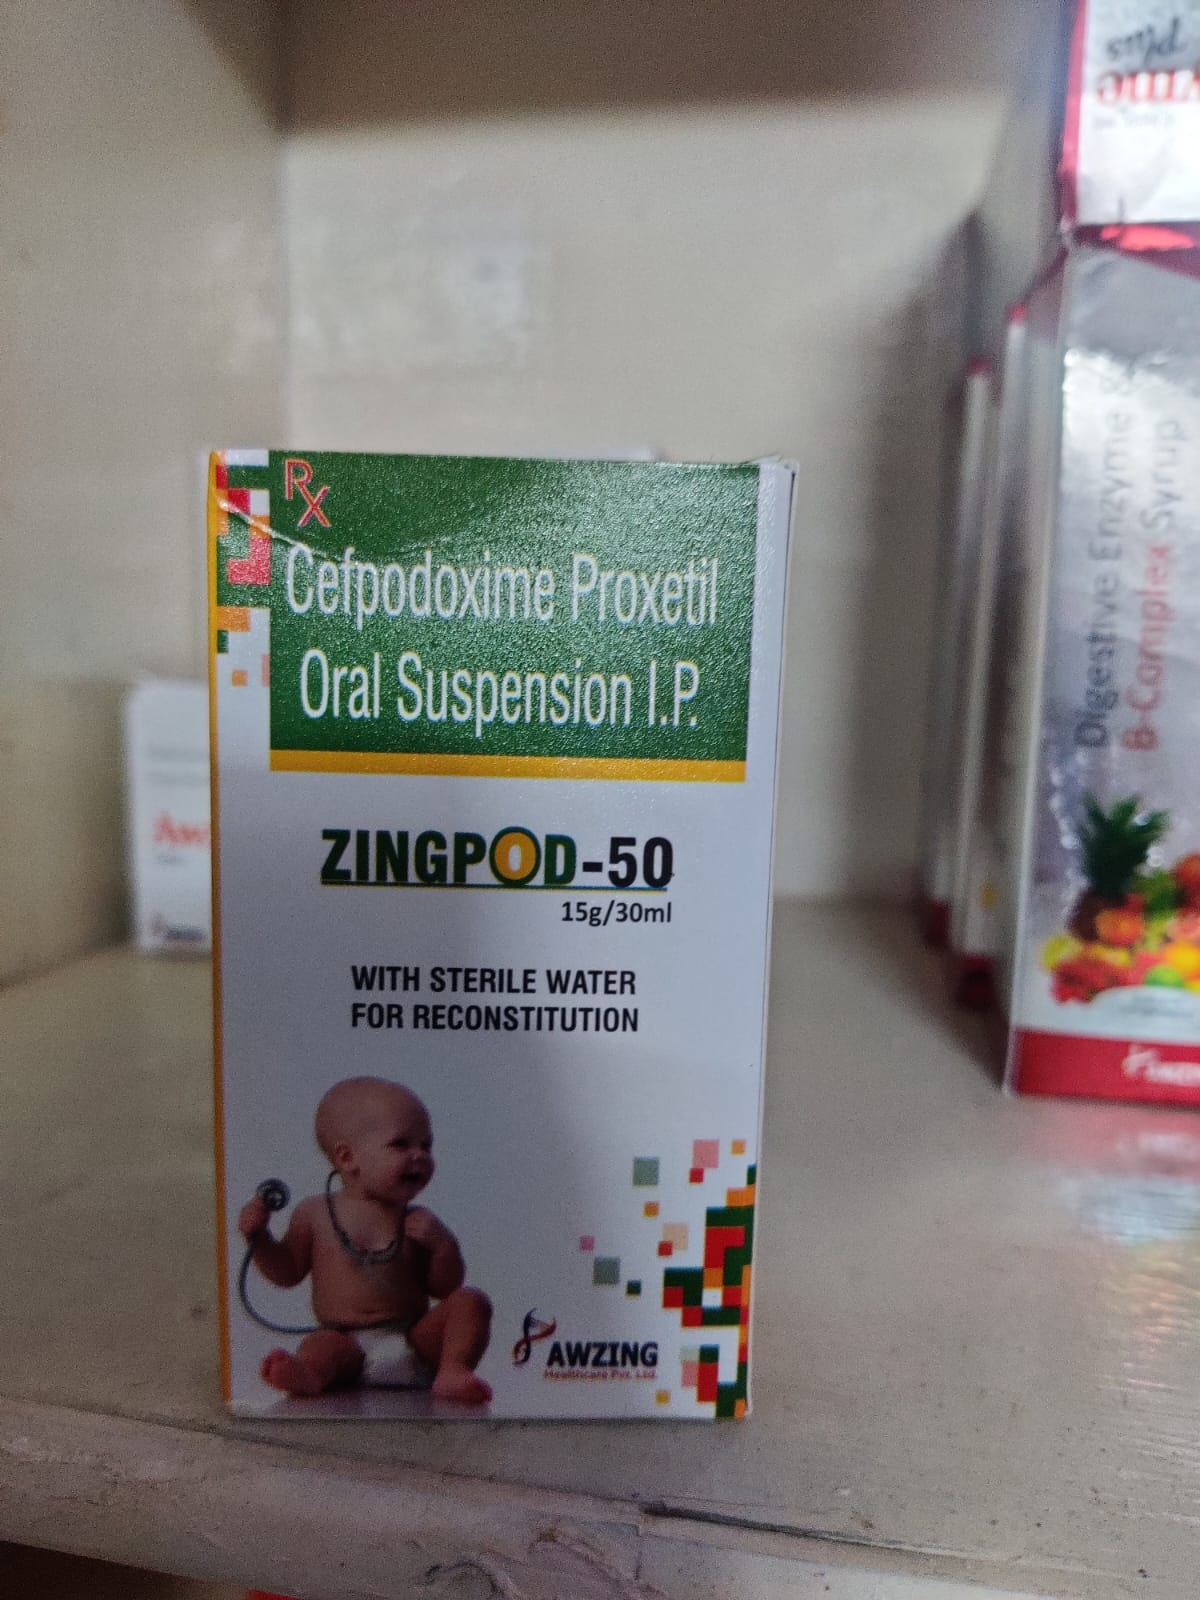 Rx
Cefpodoxime Proxetil
Oral Suspension I.P.
ZINGPOD-50
15g/30ml
WITH STERILE WATER
FOR RECONSTITUTION
AWZING
Healthcare Pvt. Ltd.
plus
Digestive Enzyme
B-Complex Syrup